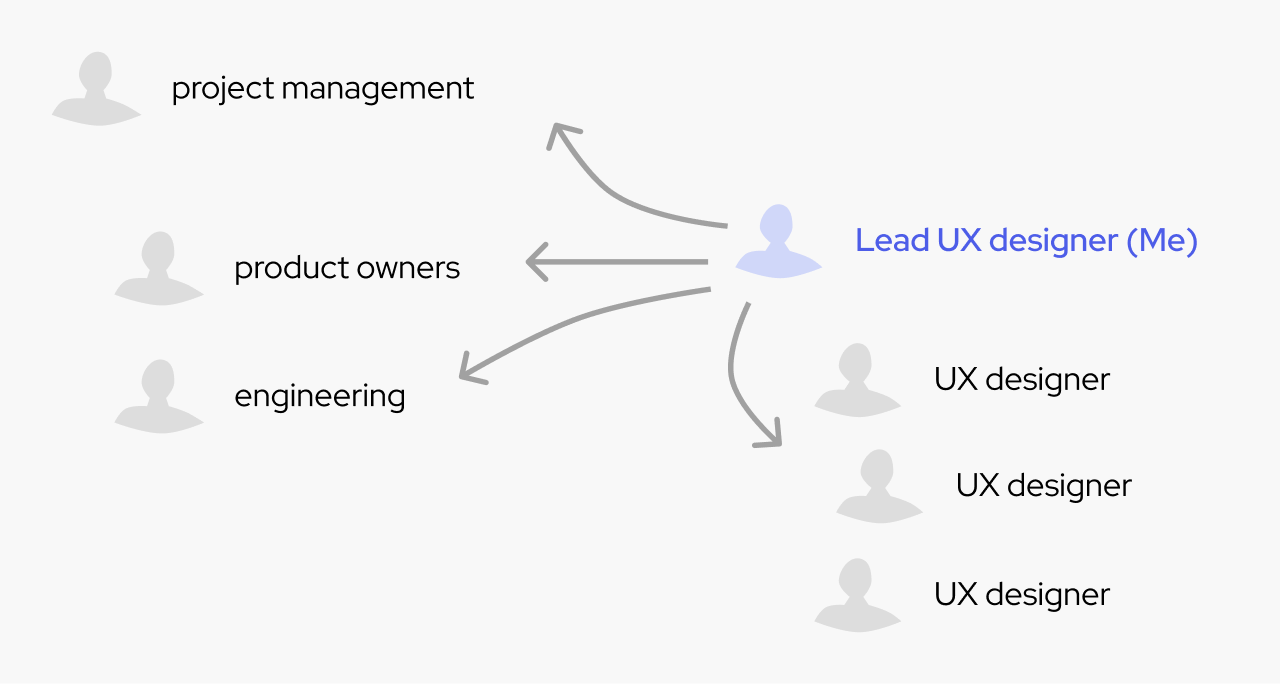 project management
Lead UX designer (Me)
product owners
engineering
UX designer
UX designer
UX designer